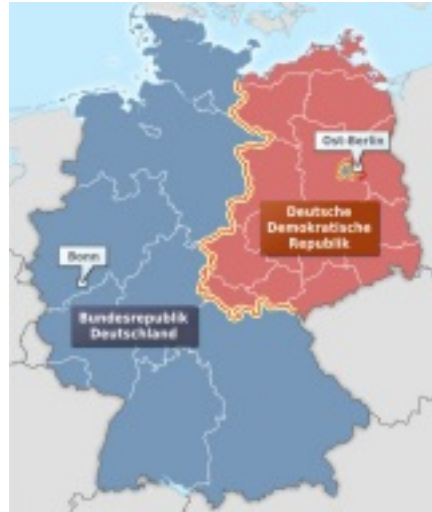 Ost-Berlin
Deutsche
Demokratische
Republik
Bonn
Bundesrepublik
Deutschland